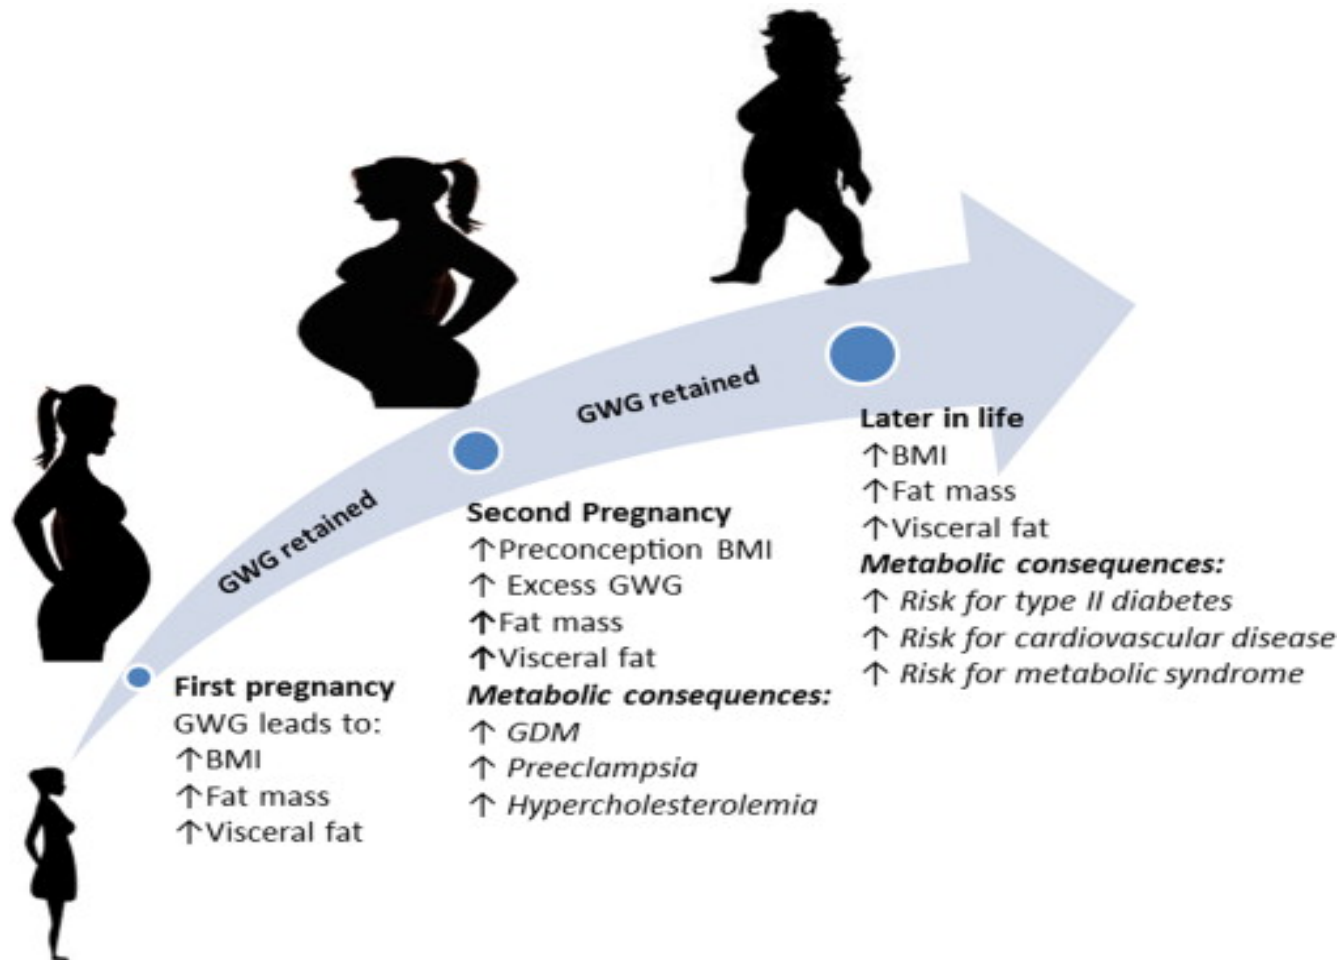 GWG retained
GWG retained
First pregnancy
GWG leads to:
↑BMI
↑Fat mass
↑Visceral fat
Second Pregnancy
↑Preconception BMI
↑ Excess GWG
↑Fat mass
↑Visceral fat
Metabolic consequences:
↑ GDM
↑ Preeclampsia
↑ Hypercholesterolemia
Later in life
↑BMI
↑Fat mass
↑Visceral fat
Metabolic consequences:
↑ Risk for type II diabetes
↑ Risk for cardiovascular disease
↑ Risk for metabolic syndrome